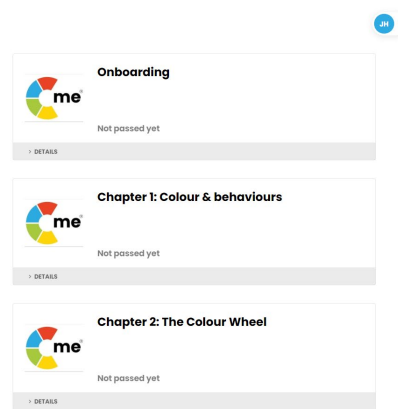 JH
Onboarding
me®
Not passed yet
> DETAILS
Chapter 1: Colour & behaviours
me®
Not passed yet
> DETAILS
Chapter 2: The Colour Wheel
me®
Not passed yet
> DETAILS